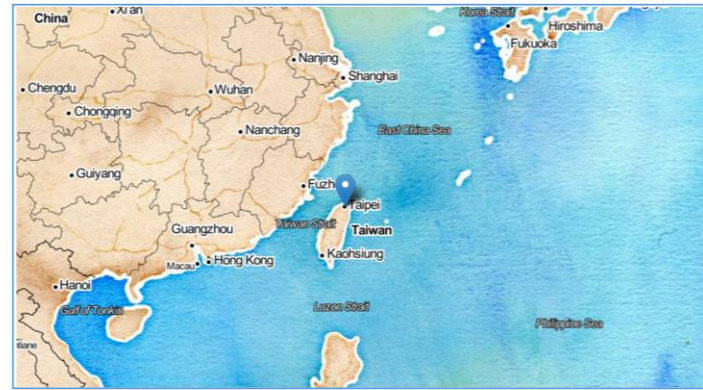 China
Xi'an
Korea Strait
Hiroshima
Fukuoka
Nanjing
Shanghai
Chengdu
Wuhan
Chongqing
Nanchang
East China Sea
Guiyang
Fuzh
Taipei
Taiwan Strait
Taiwan
Guangzhou
Kaohsiung
Macau
Hong Kong
Hanoi
Gulf of Tonkin
Luzon Strait
Philippine Sea
ntiane